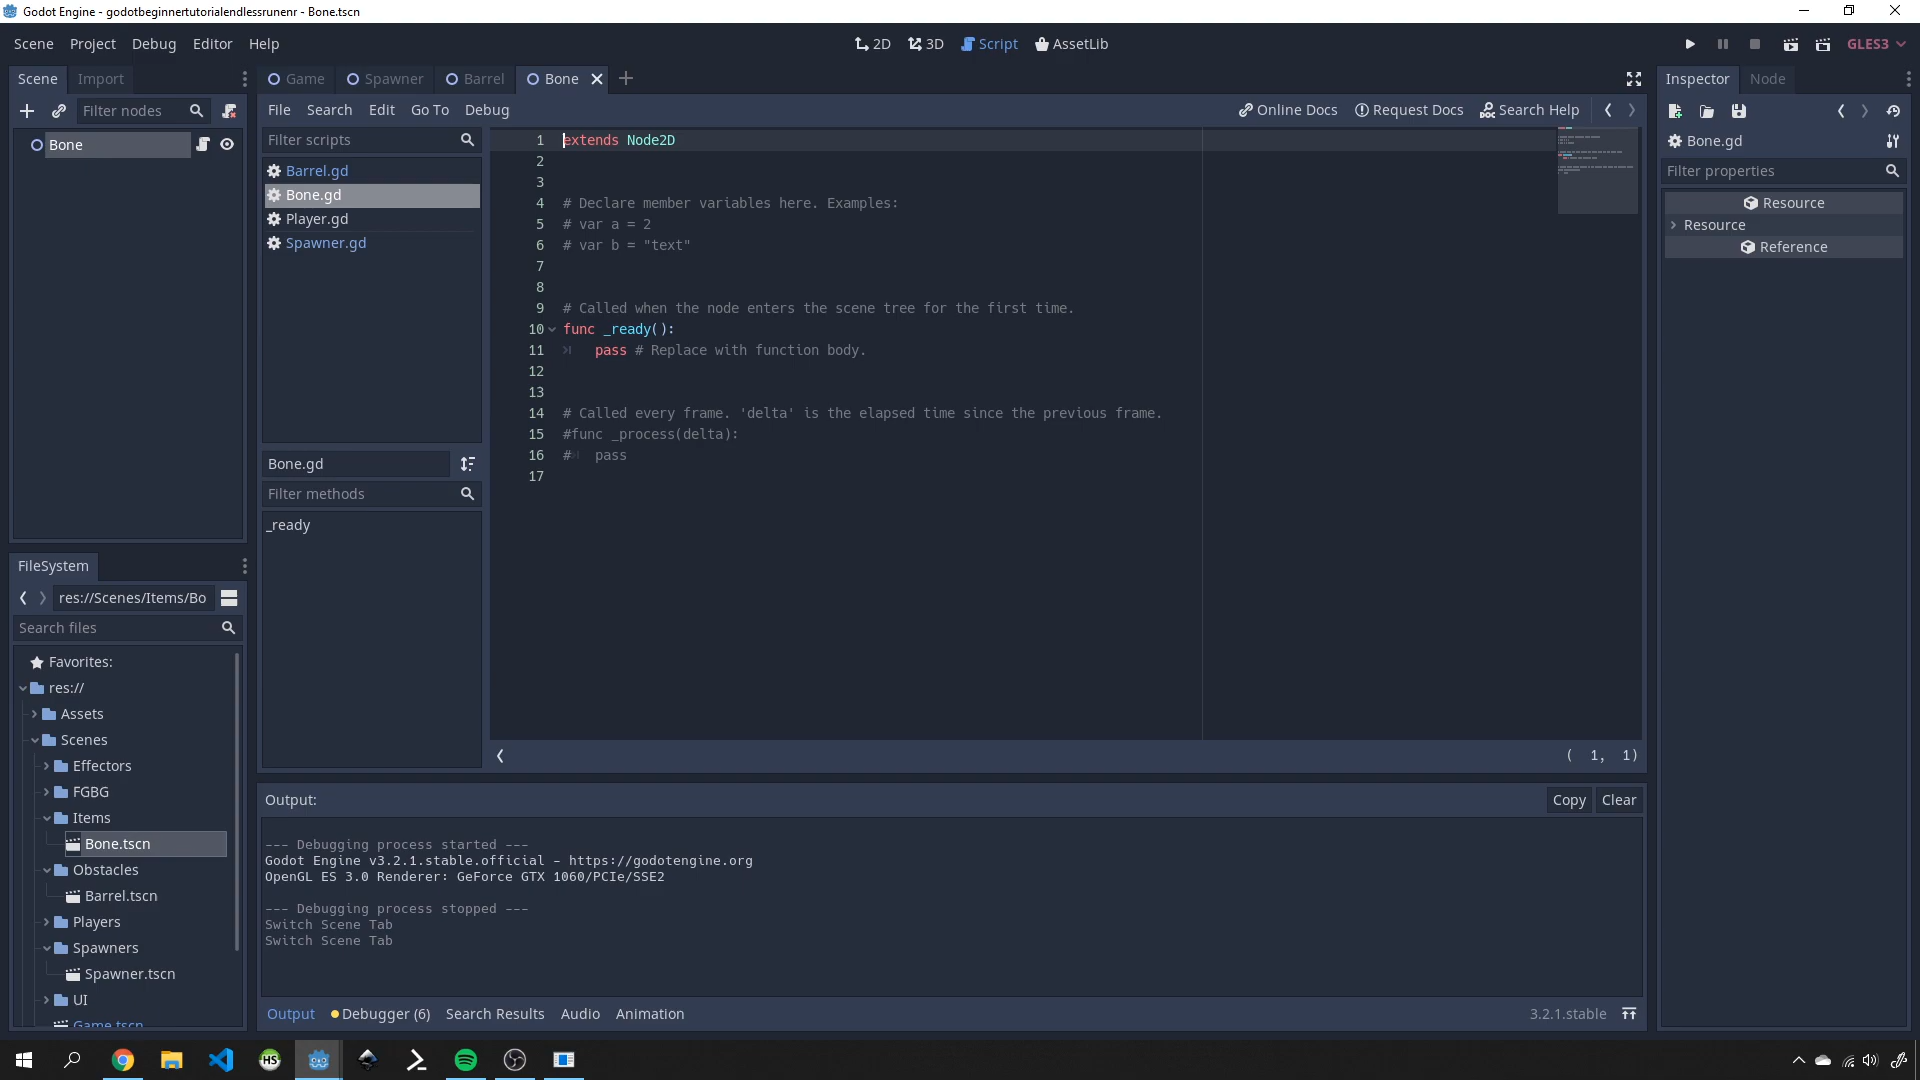 Godot Engine - godotbeginnertutorialendlessrunenr - Bone.tscn
Scene Project Debug Editor Help
2D 3D Script AssetLib
GLES3
Scene Import
Filter nodes
Bone
Game Spawner Barrel Bone
File Search Edit Go To Debug
Online Docs Request Docs Search Help
Filter scripts
Barrel.gd
Bone.gd
Player.gd
Spawner.gd
Bone.gd
Filter methods
_ready
1 extends Node2D
2
3
4 # Declare member variables here. Examples:
5 # var a = 2
6 # var b = "text"
7
8
9 # Called when the node enters the scene tree for the first time.
10 func _ready():
11 pass # Replace with function body.
12
13
14 # Called every frame. 'delta' is the elapsed time since the previous frame.
15 #func _process(delta):
16 # pass
17
( 1, 1)
Inspector Node
Bone.gd
Filter properties
Resource
Resource
Reference
FileSystem
res://Scenes/Items/Bo
Search files
Favorites:
res://
Assets
Scenes
Effectors
FGBG
Items
Bone.tscn
Obstacles
Barrel.tscn
Players
Spawners
Spawner.tscn
UI
Game.tscn
Output:
Copy Clear
--- Debugging process started ---
Godot Engine v3.2.1.stable.official - https://godotengine.org
OpenGL ES 3.0 Renderer: GeForce GTX 1060/PCIe/SSE2
--- Debugging process stopped ---
Switch Scene Tab
Switch Scene Tab
Output Debugger (6) Search Results Audio Animation
3.2.1.stable
HS